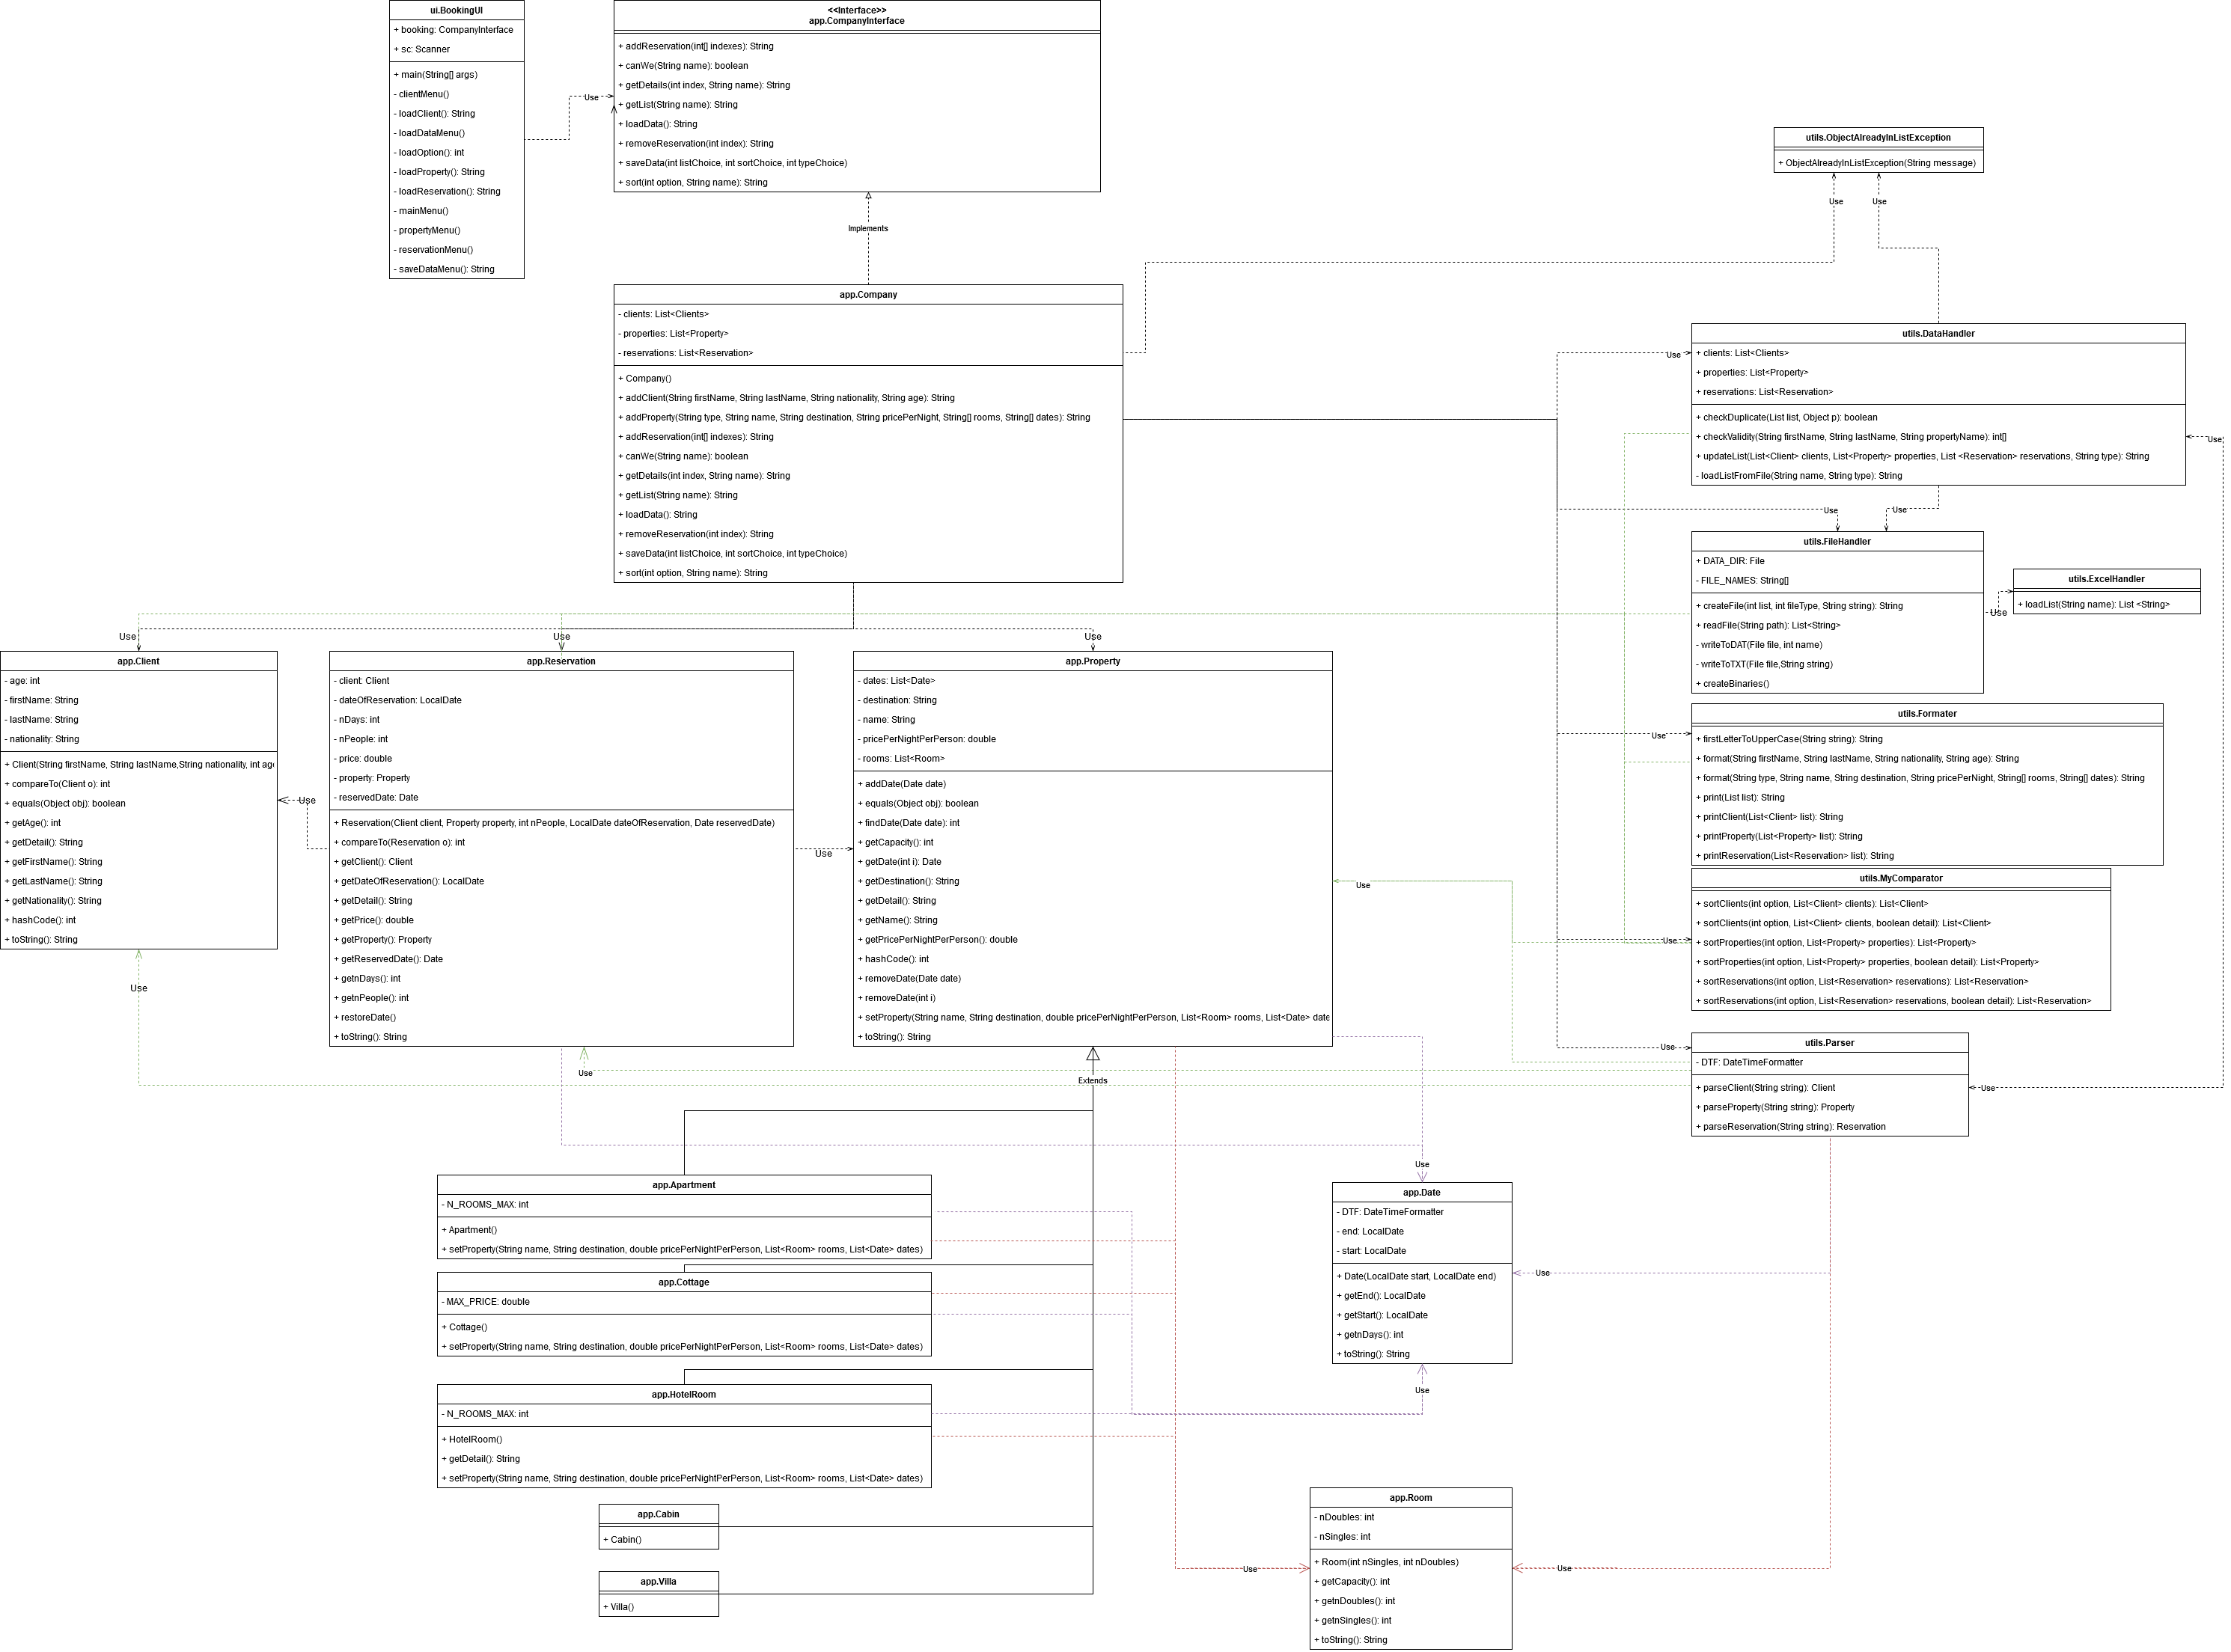 ui.BookingUI
+ booking: CompanyInterface
+ sc: Scanner
+ main(String[] args)
- clientMenu()
- loadClient(): String
- loadDataMenu()
- loadOption(): int
- loadProperty(): String
- loadReservation(): String
- mainMenu()
- propertyMenu()
- reservationMenu()
- saveDataMenu(): String
Use
<<Interface>>
app.CompanyInterface
+ addReservation(int[] indexes): String
+ canWe(String name): boolean
+ getDetails(int index, String name): String
+ getList(String name): String
+ loadData(): String
+ removeReservation(int index): String
+ saveData(int listChoice, int sortChoice, int typeChoice)
+ sort(int option, String name): String
Implements
utils.ObjectAlreadyInListException
+ ObjectAlreadyInListException(String message)
Use
Use
app.Company
- clients: List<Clients>
- properties: List<Property>
- reservations: List<Reservation>
+ Company()
+ addClient(String firstName, String lastName, String nationality, String age): String
+ addProperty(String type, String name, String destination, String pricePerNight, String[] rooms, String[] dates): String
+ addReservation(int[] indexes): String
+ canWe(String name): boolean
+ getDetails(int index, String name): String
+ getList(String name): String
+ loadData(): String
+ removeReservation(int index): String
+ saveData(int listChoice, int sortChoice, int typeChoice)
+ sort(int option, String name): String
Use
utils.DataHandler
+ clients: List<Clients>
+ properties: List<Property>
+ reservations: List<Reservation>
+ checkDuplicate(List list, Object p): boolean
+ checkValidity(String firstName, String lastName, String propertyName): int[]
+ updateList(List<Client> clients, List<Property> properties, List <Reservation> reservations, String type): String
- loadListFromFile(String name, String type): String
Use
Use
Use
utils.FileHandler
+ DATA_DIR: File
- FILE_NAMES: String[]
+ createFile(int list, int fileType, String string): String
+ readFile(String path): List<String>
- writeToDAT(File file, int name)
- writeToTXT(File file,String string)
+ createBinaries()
Use
utils.ExcelHandler
+ loadList(String name): List <String>
Use
Use
Use
app.Client
- age: int
- firstName: String
- lastName: String
- nationality: String
+ Client(String firstName, String lastName,String nationality, int age
+ compareTo(Client o): int
+ equals(Object obj): boolean
+ getAge(): int
+ getDetail(): String
+ getFirstName(): String
+ getLastName(): String
+ getNationality(): String
+ hashCode(): int
+ toString(): String
Use
Use
app.Reservation
- client: Client
- dateOfReservation: LocalDate
- nDays: int
- nPeople: int
- price: double
- property: Property
- reservedDate: Date
+ Reservation(Client client, Property property, int nPeople, LocalDate dateOfReservation, Date reservedDate)
+ compareTo(Reservation o): int
+ getClient(): Client
+ getDateOfReservation(): LocalDate
+ getDetail(): String
+ getPrice(): double
+ getProperty(): Property
+ getReservedDate(): Date
+ getnDays(): int
+ getnPeople(): int
+ restoreDate()
+ toString(): String
Use
Use
app.Property
- dates: List<Date>
- destination: String
- name: String
- pricePerNightPerPerson: double
- rooms: List<Room>
+ addDate(Date date)
+ equals(Object obj): boolean
+ findDate(Date date): int
+ getCapacity(): int
+ getDate(int i): Date
+ getDestination(): String
+ getDetail(): String
+ getName(): String
+ getPricePerNightPerPerson(): double
+ hashCode(): int
+ removeDate(Date date)
+ removeDate(int i)
+ setProperty(String name, String destination, double pricePerNightPerPerson, List<Room> rooms, List<Date> date
+ toString(): String
Use
Extends
Use
utils.Formater
+ firstLetterToUpperCase(String string): String
+ format(String firstName, String lastName, String nationality, String age): String
+ format(String type, String name, String destination, String pricePerNight, String[] rooms, String[] dates): String
+ print(List list): String
+ printClient(List<Client> list): String
+ printProperty(List<Property> list): String
+ printReservation(List<Reservation> list): String
Use
utils.MyComparator
+ sortClients(int option, List<Client> clients): List<Client>
+ sortClients(int option, List<Client> clients, boolean detail): List<Client>
+ sortProperties(int option, List<Property> properties): List<Property>
+ sortProperties(int option, List<Property> properties, boolean detail): List<Property>
+ sortReservations(int option, List<Reservation> reservations): List<Reservation>
+ sortReservations(int option, List<Reservation> reservations, boolean detail): List<Reservation>
Use
utils.Parser
- DTF: DateTimeFormatter
+ parseClient(String string): Client
+ parseProperty(String string): Property
+ parseReservation(String string): Reservation
Use
app.Apartment
- N_ROOMS_MAX: int
+ Apartment()
+ setProperty(String name, String destination, double pricePerNightPerPerson, List<Room> rooms, List<Date> dates)
app.Cottage
- MAX_PRICE: double
+ Cottage()
+ setProperty(String name, String destination, double pricePerNightPerPerson, List<Room> rooms, List<Date> dates)
app.HotelRoom
- N_ROOMS_MAX: int
+ HotelRoom()
+ getDetail(): String
+ setProperty(String name, String destination, double pricePerNightPerPerson, List<Room> rooms, List<Date> dates)
app.Cabin
+ Cabin()
app.Villa
+ Villa()
Use
app.Date
- DTF: DateTimeFormatter
- end: LocalDate
- start: LocalDate
+ Date(LocalDate start, LocalDate end)
+ getEnd(): LocalDate
+ getStart(): LocalDate
+ getnDays(): int
+ toString(): String
Use
Use
Use
app.Room
- nDoubles: int
- nSingles: int
+ Room(int nSingles, int nDoubles)
+ getCapacity(): int
+ getnDoubles(): int
+ getnSingles(): int
+ toString(): String
Use